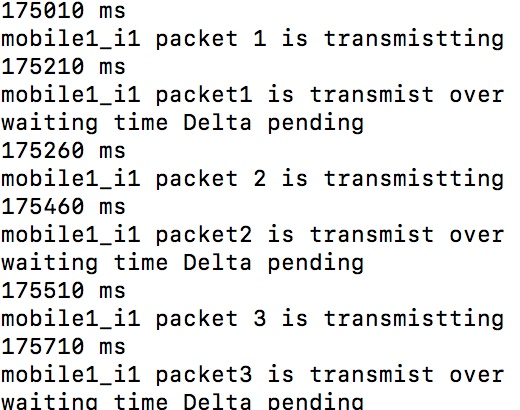 175010 ms
mobile1_i1 packet 1 is transmistting
175210 ms
mobile1_i1 packet1 is transmist over
waiting time Delta pending
175260 ms
mobile1_i1 packet 2 is transmistting
175460 ms
mobile1_i1 packet2 is transmist over
waiting time Delta pending
175510 ms
mobile1_i1 packet 3 is transmistting
175710 ms
mobile1_i1 packet3 is transmist over
waiting time Delta pending